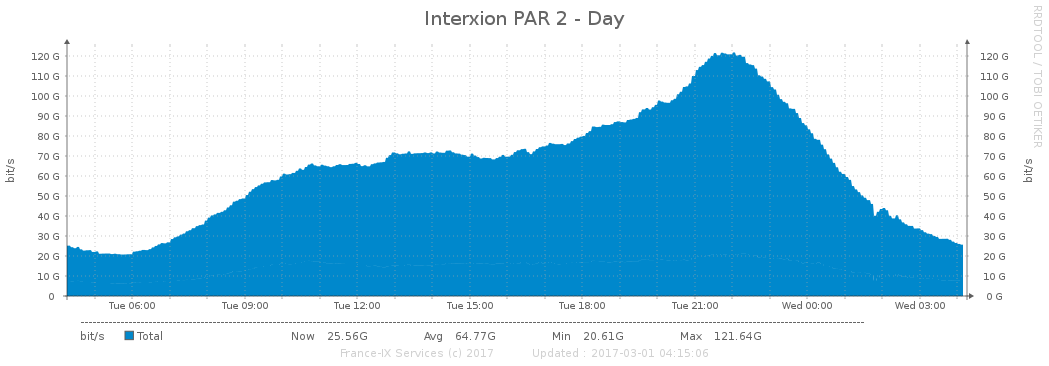 Interxion PAR 2 - Day
RRDTOOL / TOBI OETIKER
bit/s
120 G 120 G
110 G 110 G
100 G 100 G
90 G 90 G
80 G 80 G
70 G 70 G
60 G 60 G
50 G 50 G
40 G 40 G
30 G 30 G
20 G 20 G
10 G 10 G
0 0 G
bit/s
Tue 06:00 Tue 09:00 Tue 12:00 Tue 15:00 Tue 18:00 Tue 21:00 Wed 00:00 Wed 03:00
bit/s Total Now 25.56G Avg 64.77G Min 20.61G Max 121.64G
France-IX Services (c) 2017 Updated : 2017-03-01 04:15:06